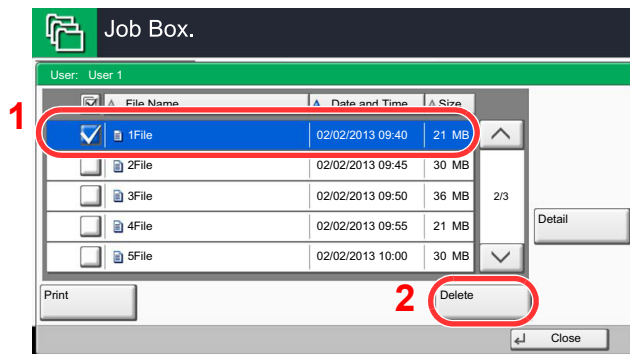 Job Box.
User: User 1
File Name Date and Time Size
1
1File 02/02/2013 09:40 21 MB
2File 02/02/2013 09:45 30 MB
3File 02/02/2013 09:50 36 MB 2/3
4File 02/02/2013 09:55 21 MB
Detail
5File 02/02/2013 10:00 30 MB
Print 2 Delete
Close